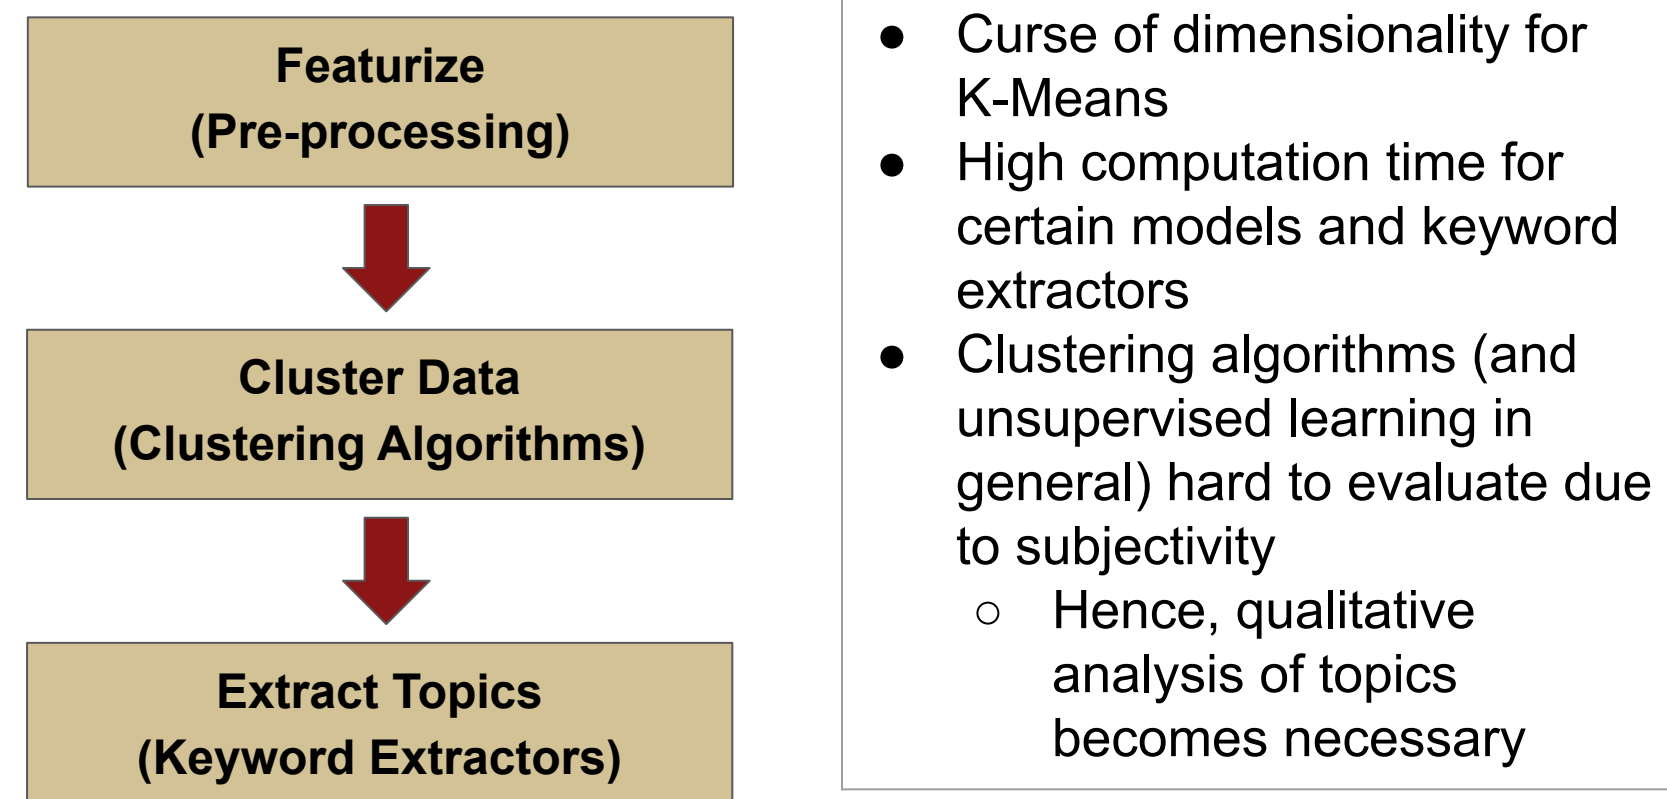 Featurize
(Pre-processing)
Cluster Data
(Clustering Algorithms)
Extract Topics
(Keyword Extractors)
● Curse of dimensionality for
K-Means
● High computation time for
certain models and keyword
extractors
● Clustering algorithms (and
unsupervised learning in
general) hard to evaluate due
to subjectivity
○ Hence, qualitative
analysis of topics
becomes necessary